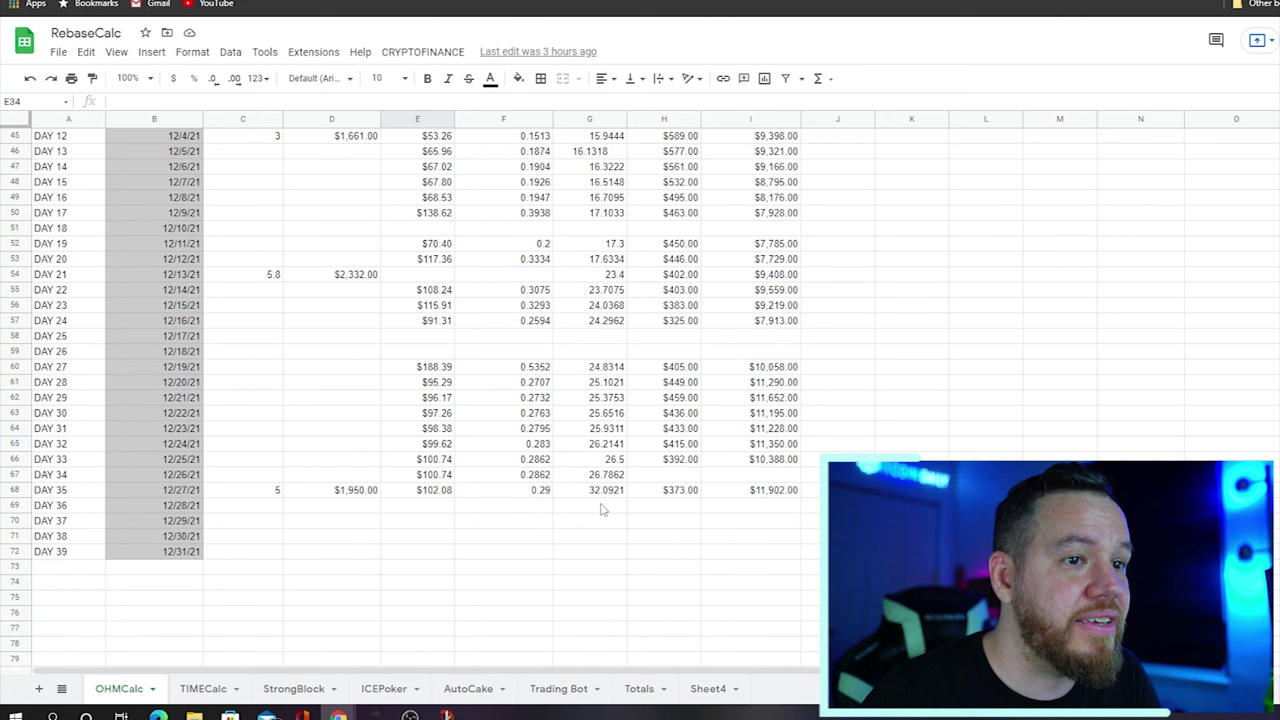 Apps Bookmarks Gmail YouTube Other bo
RebaseCalc
File Edit View Insert Format Data Tools Extensions Help CRYPTOFINANCE Last edit was 3 hours ago
100% $ % .0 .00 123 Default (Ari... 10 B I S A
E34 fx
A B C D E F G H I J K L M N O
45 DAY 12 12/4/21 3 $1,661.00 $53.26 0.1513 15.9444 $589.00 $9,398.00
46 DAY 13 12/5/21 $65.96 0.1874 16.1318 $577.00 $9,321.00
47 DAY 14 12/6/21 $67.02 0.1904 16.3222 $561.00 $9,166.00
48 DAY 15 12/7/21 $67.80 0.1926 16.5148 $532.00 $8,795.00
49 DAY 16 12/8/21 $68.53 0.1947 16.7095 $495.00 $8,176.00
50 DAY 17 12/9/21 $138.62 0.3938 17.1033 $463.00 $7,928.00
51 DAY 18 12/10/21
52 DAY 19 12/11/21 $70.40 0.2 17.3 $450.00 $7,785.00
53 DAY 20 12/12/21 $117.36 0.3334 17.6334 $446.00 $7,729.00
54 DAY 21 12/13/21 5.8 $2,332.00 23.4 $402.00 $9,408.00
55 DAY 22 12/14/21 $108.24 0.3075 23.7075 $403.00 $9,559.00
56 DAY 23 12/15/21 $115.91 0.3293 24.0368 $383.00 $9,219.00
57 DAY 24 12/16/21 $91.31 0.2594 24.2962 $325.00 $7,913.00
58 DAY 25 12/17/21
59 DAY 26 12/18/21
60 DAY 27 12/19/21 $188.39 0.5352 24.8314 $405.00 $10,058.00
61 DAY 28 12/20/21 $95.29 0.2707 25.1021 $449.00 $11,290.00
62 DAY 29 12/21/21 $96.17 0.2732 25.3753 $459.00 $11,652.00
63 DAY 30 12/22/21 $97.26 0.2763 25.6516 $436.00 $11,195.00
64 DAY 31 12/23/21 $98.38 0.2795 25.9311 $433.00 $11,228.00
65 DAY 32 12/24/21 $99.62 0.283 26.2141 $415.00 $11,350.00
66 DAY 33 12/25/21 $100.74 0.2862 26.5 $392.00 $10,388.00
67 DAY 34 12/26/21 $100.74 0.2862 26.7862
68 DAY 35 12/27/21 5 $1,950.00 $102.08 0.29 32.0921 $373.00 $11,902.00
69 DAY 36 12/28/21
70 DAY 37 12/29/21
71 DAY 38 12/30/21
72 DAY 39 12/31/21
73
74
75
76
77
78
79
OHMCalc TIMECalc StrongBlock ICEPoker AutoCake Trading Bot Totals Sheet4